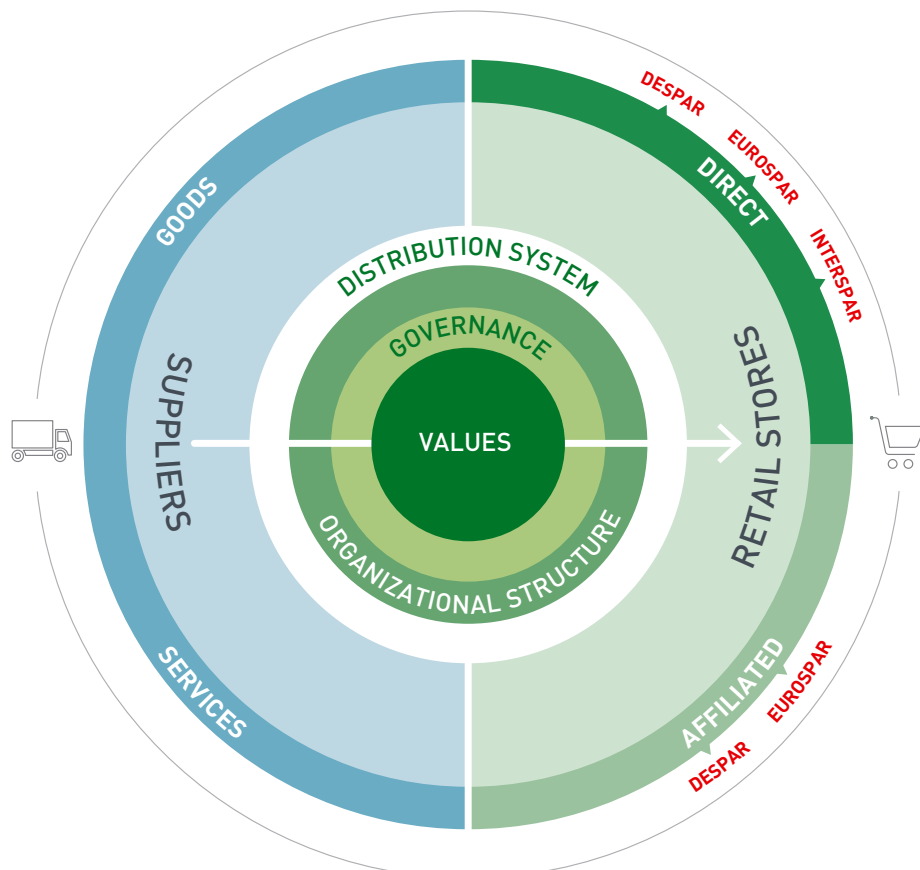 DESPAR
EUROSPAR
INTERSPAR
GOODS
DIRECT
DISTRIBUTION SYSTEM
GOVERNANCE
SUPPLIERS
VALUES
RETAIL STORES
ORGANIZATIONAL STRUCTURE
SERVICES
AFFILIATED
EUROSPAR
DESPAR